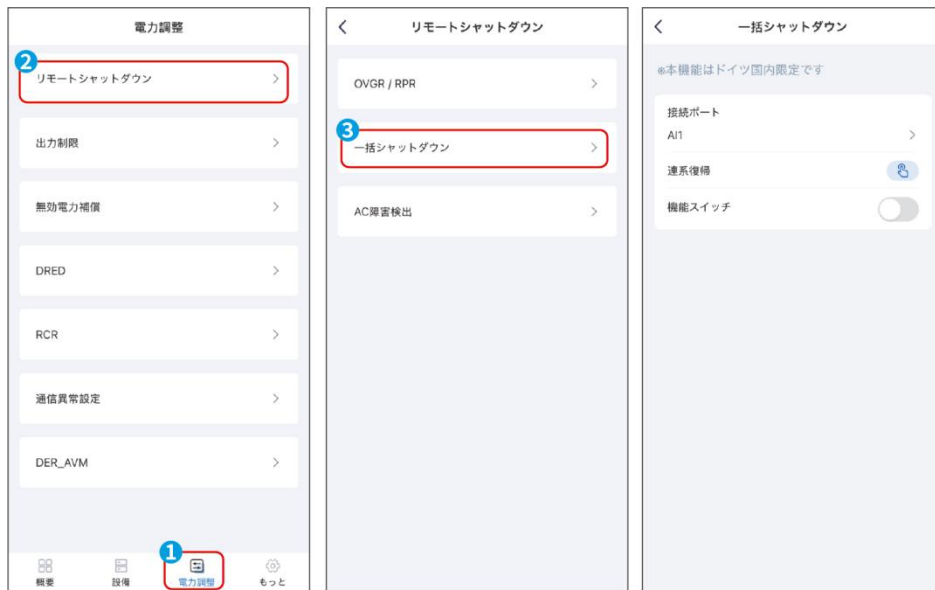 電力調整
2
リモートシャットダウン
出力制限
無効電力補償
DRED
RCR
通信異常設定
DER_AVM
1
概要
設備
電力調整
もっと
リモートシャットダウン
OVGR / RPR
3
一括シャットダウン
AC障害検出
一括シャットダウン
※本機能はドイツ国内限定です
接続ポート
AI1
連系復帰
機能スイッチ